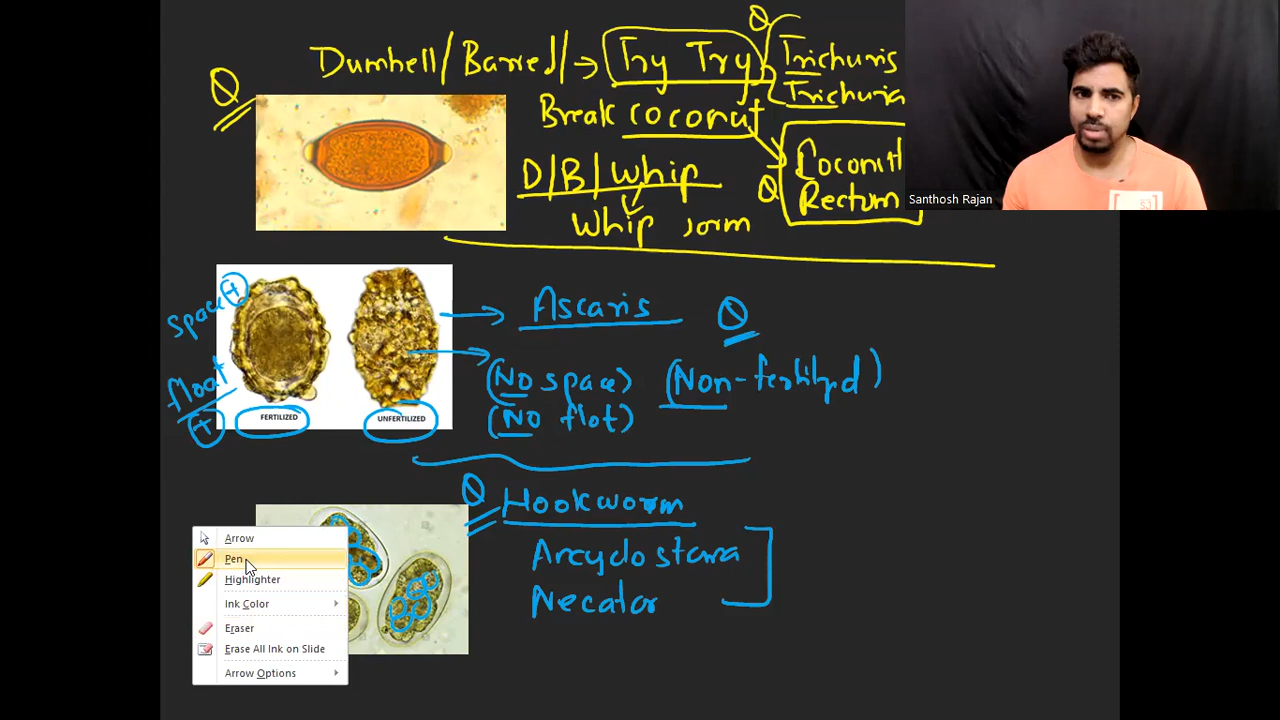 Dumbell/Barrel/→ Try Try Q Trichuris
Trichuria
Q
Break coconut
D/B/Whip
Q Coconut
Rectum
Whip worm
Santhosh Rajan
space +
float +
FERTILIZED
UNFERTILIZED
Ascaris Q
(NO space) (Non-fertilized)
(NO flot)
Q Hookworm
Ancyclostama
Necator
Arrow
Pen
Highlighter
Ink Color
Eraser
Erase All Ink on Slide
Arrow Options